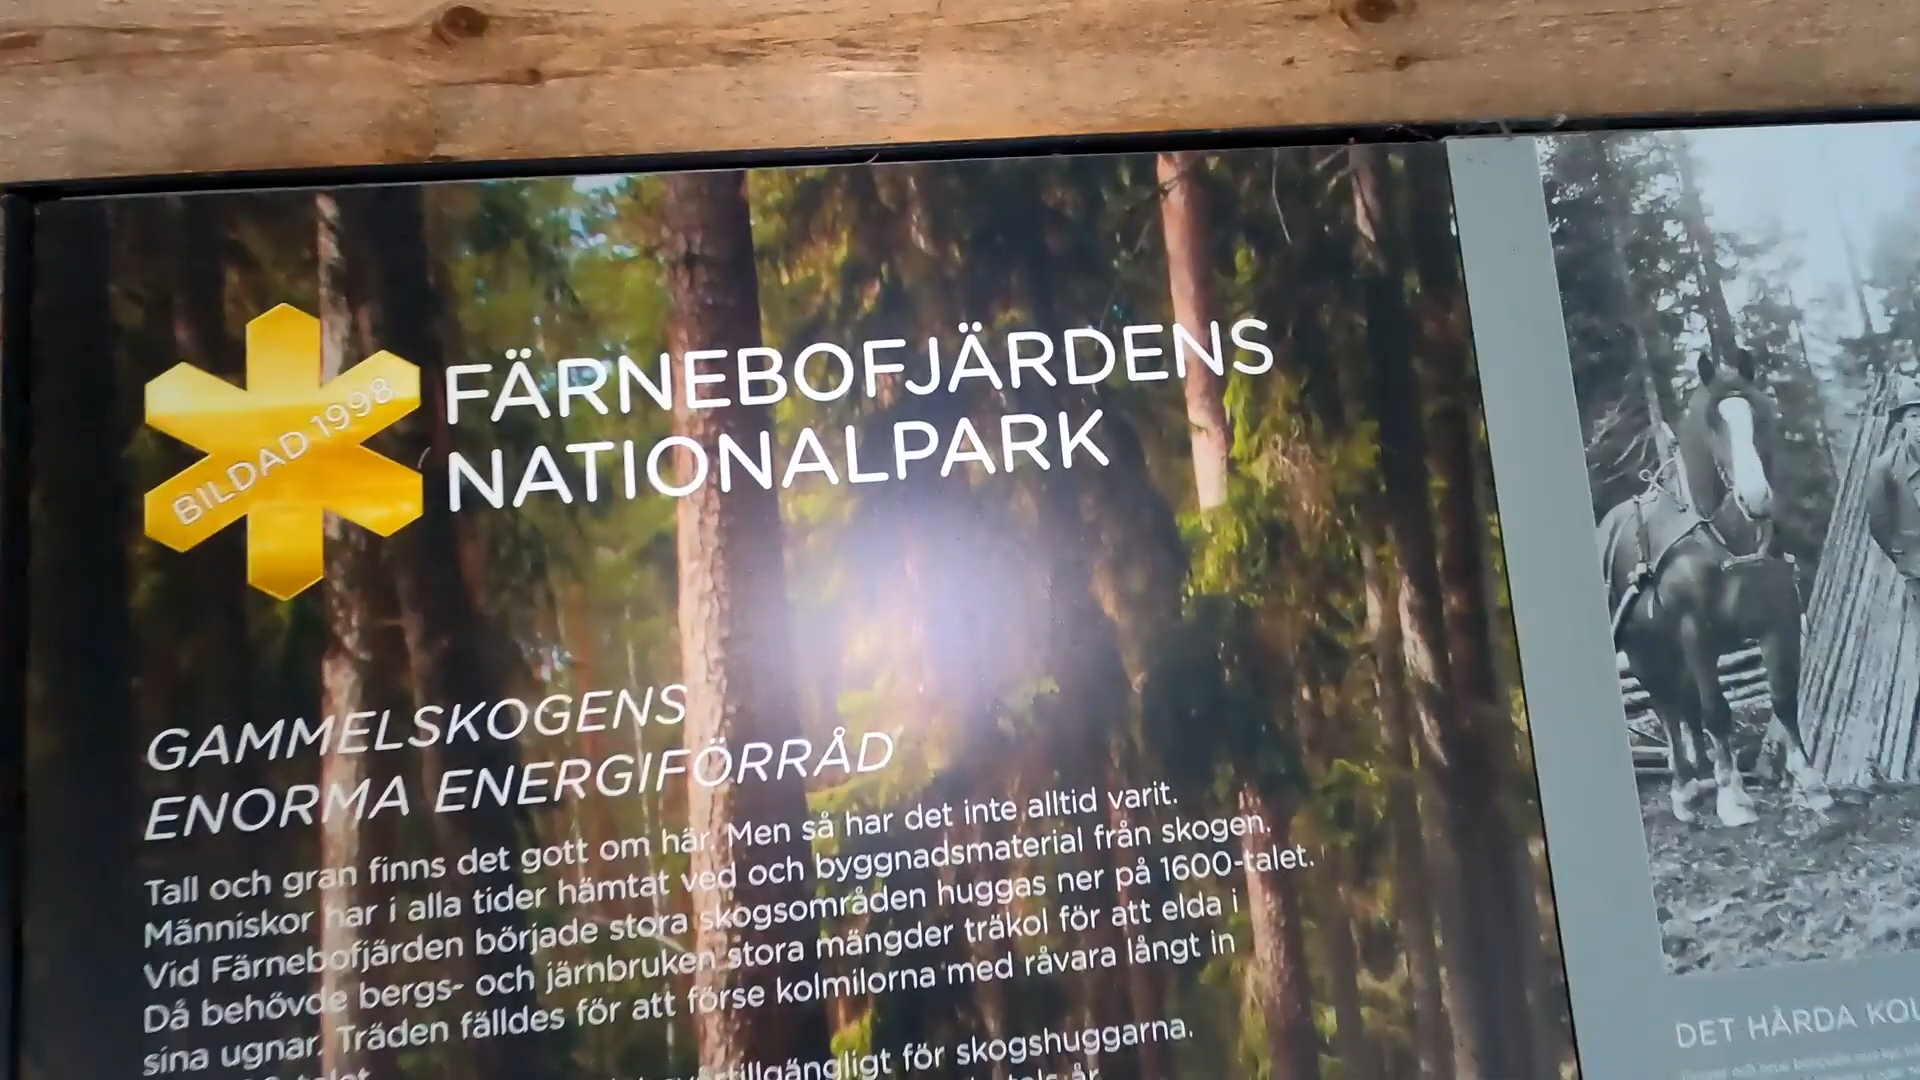 BILDAD 1998
FÄRNEBOFJÄRDENS
NATIONALPARK
GAMMELSKOGENS
ENORMA ENERGIFÖRRÅD
Tall och gran finns det gott om här. Men så har det inte alltid varit.
Människor har i alla tider hämtat ved och byggnadsmaterial från skogen.
Vid Färnebofjärden började stora skogsområden huggas ner på 1600-talet.
Då behövde bergs- och järnbruken stora mängder träkol för att elda i
sina ugnar. Träden fälldes för att förse kolmilorna med råvara långt in
tillgängligt för skogshuggarna.
DET HÅRDA